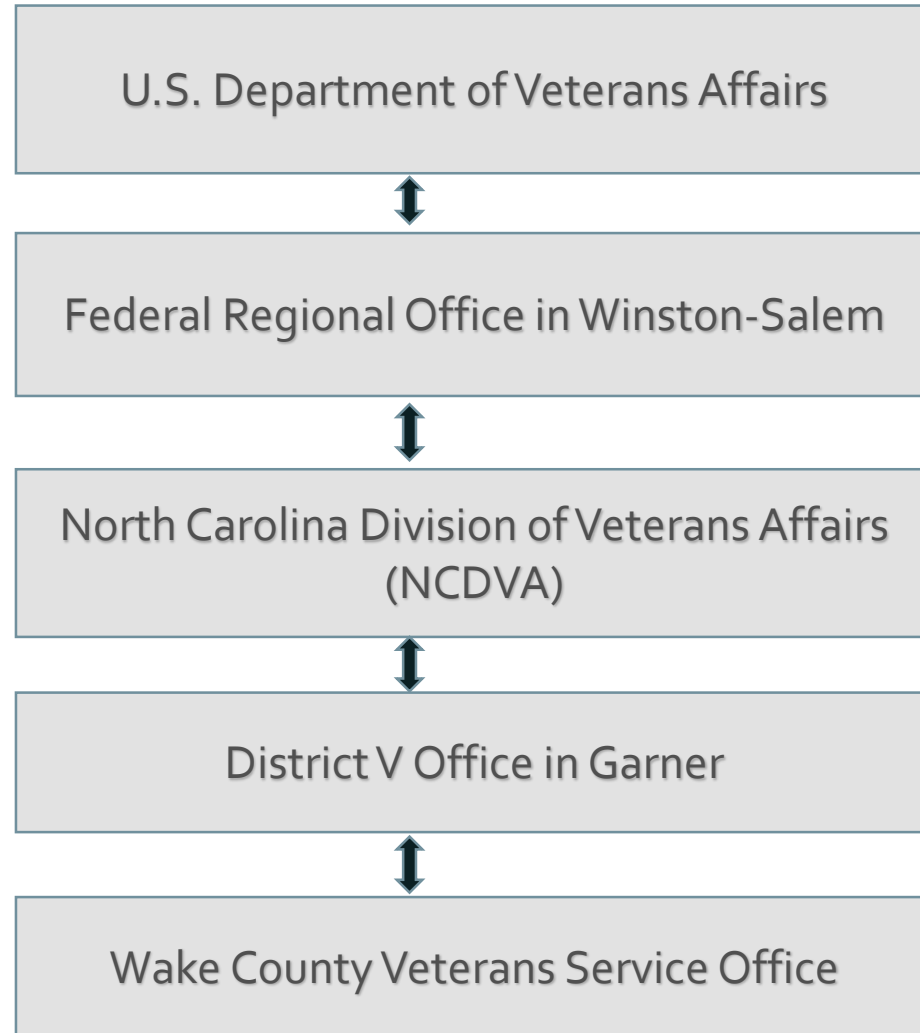 U.S. Department of Veterans Affairs
Federal Regional Office in Winston-Salem
North Carolina Division of Veterans Affairs
(NCDVA)
District V Office in Garner
Wake County Veterans Service Office